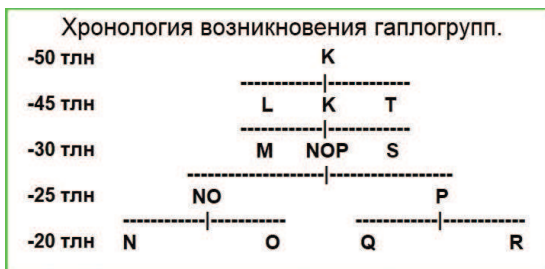 Хронология возникновения гаплогрупп.
-50 тлн K
-----------|-----------
-45 тлн L K T
-----------|-----------
-30 тлн M NOP S
--------------------|------------------
-25 тлн NO P
------------|----------- -----------|-----------
-20 тлн N O Q R